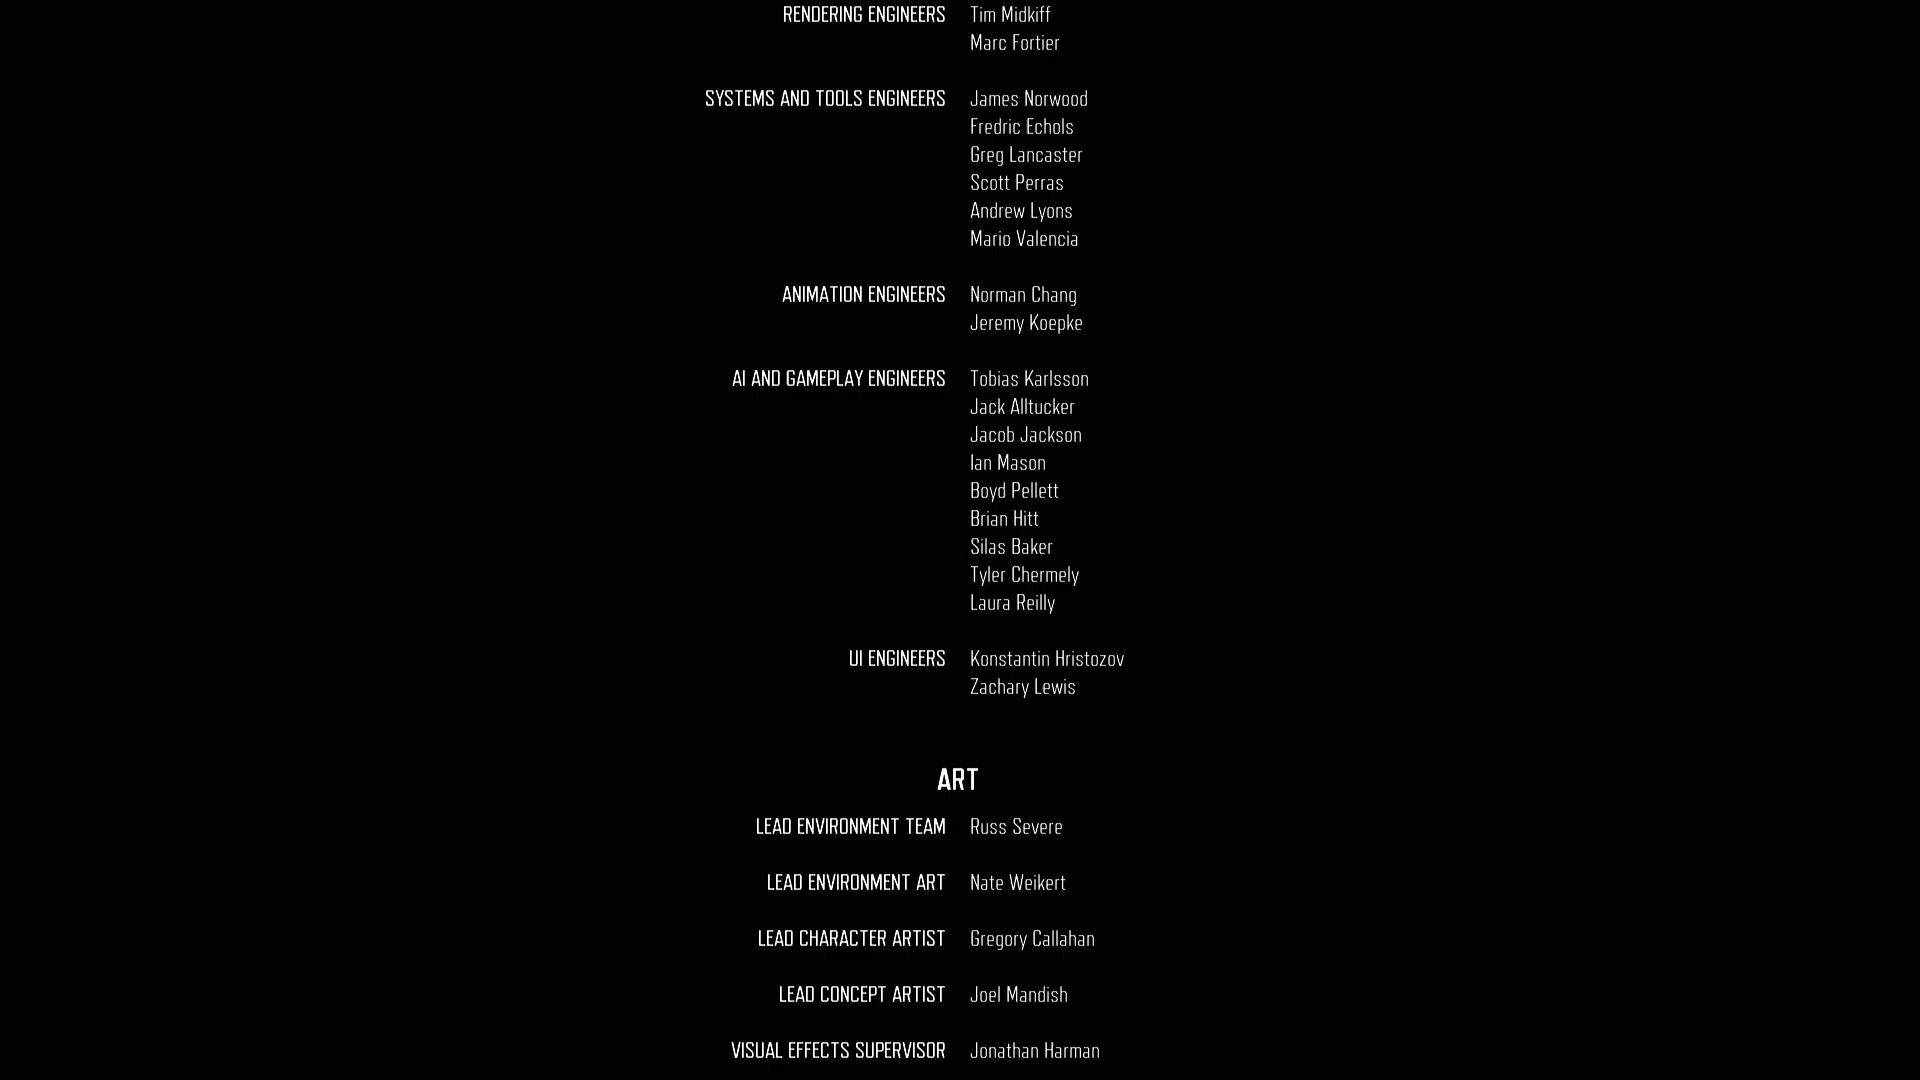 RENDERING ENGINEERS Tim Midkiff
Marc Fortier
SYSTEMS AND TOOLS ENGINEERS James Norwood
Fredric Echols
Greg Lancaster
Scott Perras
Andrew Lyons
Mario Valencia
ANIMATION ENGINEERS Norman Chang
Jeremy Koepke
AI AND GAMEPLAY ENGINEERS Tobias Karlsson
Jack Alltucker
Jacob Jackson
Ian Mason
Boyd Pellett
Brian Hitt
Silas Baker
Tyler Chermely
Laura Reilly
UI ENGINEERS Konstantin Hristozov
Zachary Lewis
ART
LEAD ENVIRONMENT TEAM Russ Severe
LEAD ENVIRONMENT ART Nate Weikert
LEAD CHARACTER ARTIST Gregory Callahan
LEAD CONCEPT ARTIST Joel Mandish
VISUAL EFFECTS SUPERVISOR Jonathan Harman